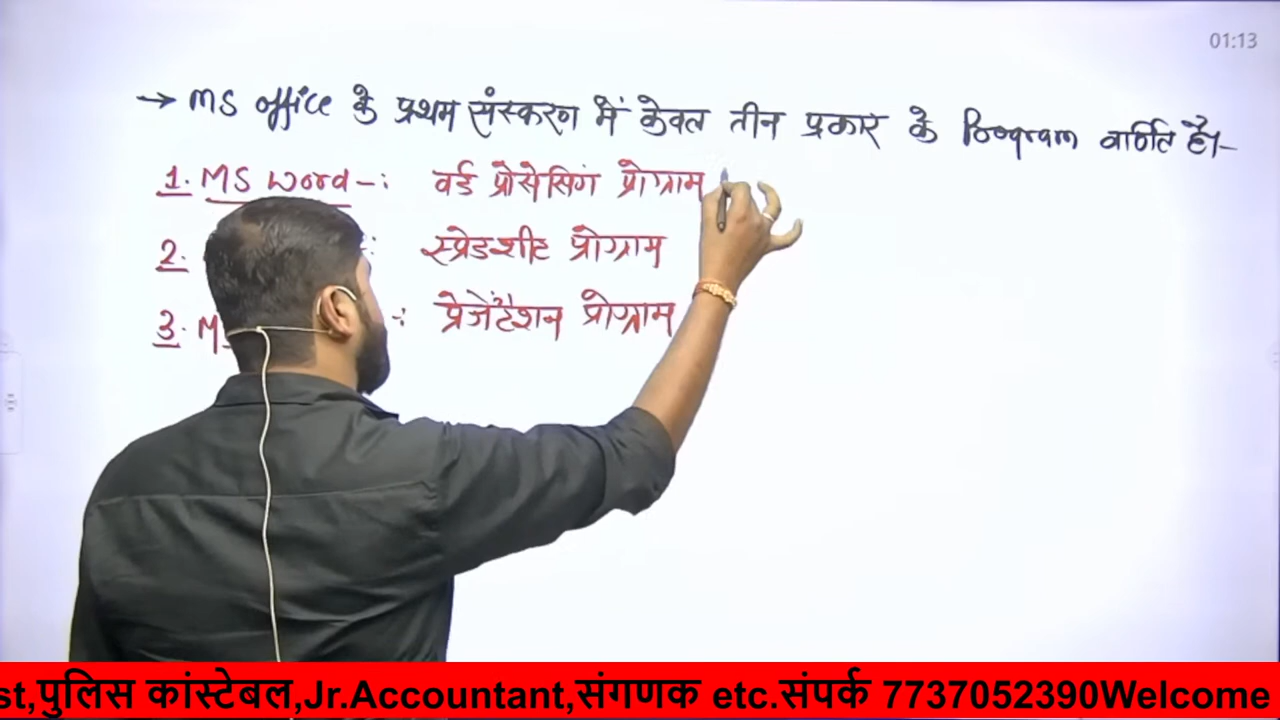 01:13
→ MS office के प्रथम संस्करण में केवल तीन प्रकार के Program वर्णित है।-
1. MS Word -: वर्ड प्रोसेसिंग प्रोग्राम
2. : स्प्रेडशीट प्रोग्राम
3. M -: प्रेजेंटेशन प्रोग्राम
st,पुलिस कांस्टेबल,Jr.Accountant,संगणक etc.संपर्क 7737052390Welcome